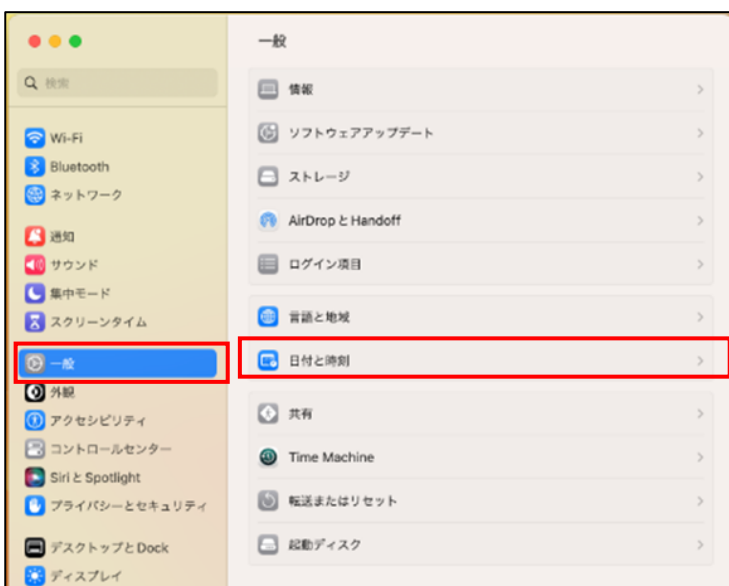 一般
検索
Wi-Fi
Bluetooth
ネットワーク
通知
サウンド
集中モード
スクリーンタイム
一般
外観
アクセシビリティ
コントロールセンター
Siri と Spotlight
プライバシーとセキュリティ
デスクトップと Dock
ディスプレイ
情報
ソフトウェアアップデート
ストレージ
AirDrop と Handoff
ログイン項目
言語と地域
日付と時刻
共有
Time Machine
転送またはリセット
起動ディスク